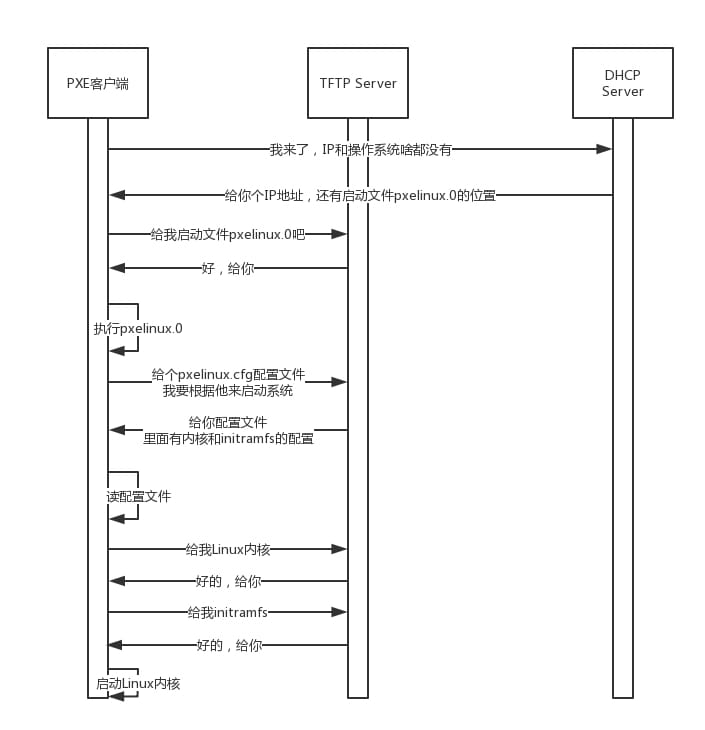 PXE客户端
TFTP Server
DHCP
Server
我来了，IP和操作系统啥都没有
给你个IP地址，还有启动文件pxelinux.0的位置
给我启动文件pxelinux.0吧
好，给你
执行pxelinux.0
给个pxelinux.cfg配置文件
我要根据他来启动系统
给你配置文件
里面有内核和initramfs的配置
读配置文件
给我Linux内核
好的，给你
给我initramfs
好的，给你
启动Linux内核